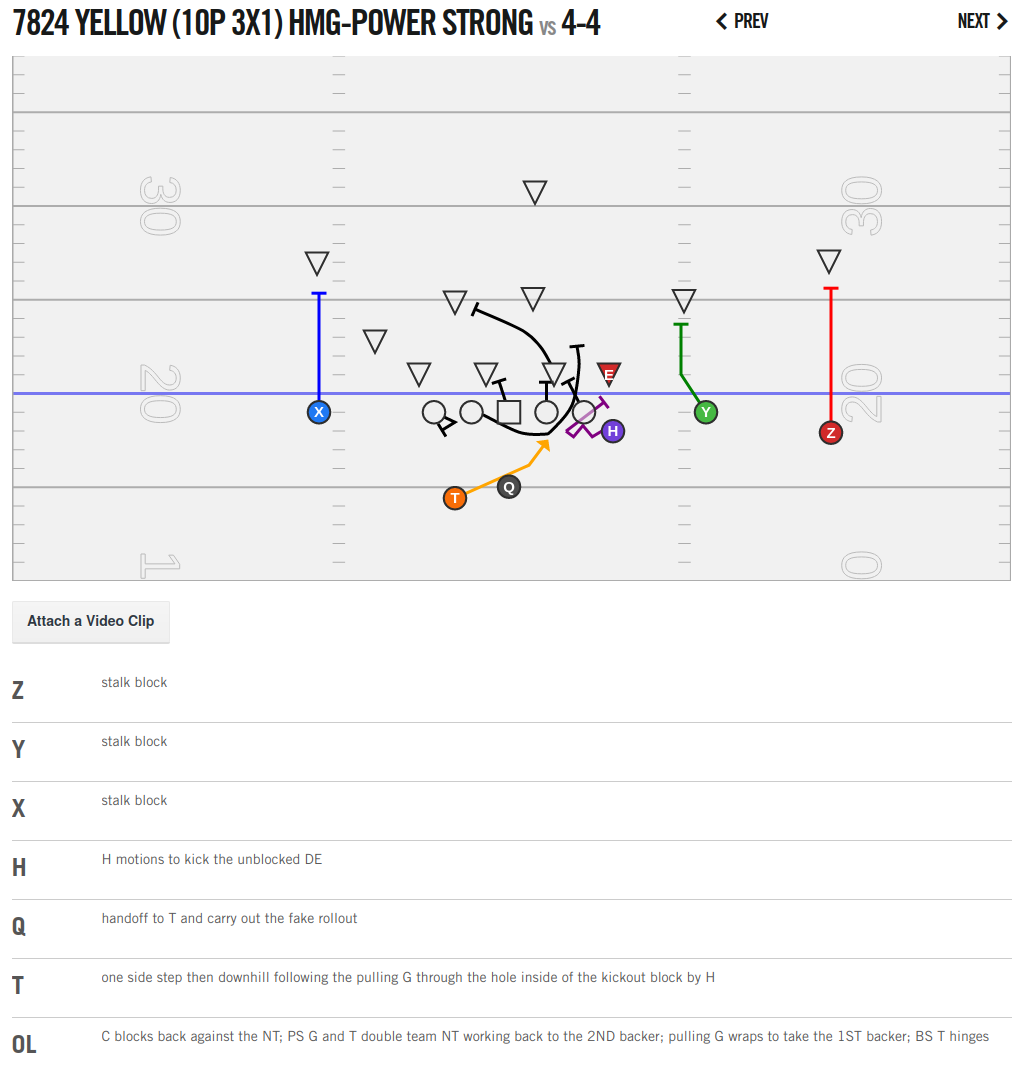 7824 YELLOW (10P 3X1) HMG-POWER STRONG VS 4-4
PREV
NEXT
30
30
E
20
20
X
Y
H
Z
Q
T
1
0
Attach a Video Clip
Z stalk block
Y stalk block
X stalk block
H H motions to kick the unblocked DE
Q handoff to T and carry out the fake rollout
T one side step then downhill following the pulling G through the hole inside of the kickout block by H
OL C blocks back against the NT; PS G and T double team NT working back to the 2ND backer; pulling G wraps to take the 1ST backer; BS T hinges